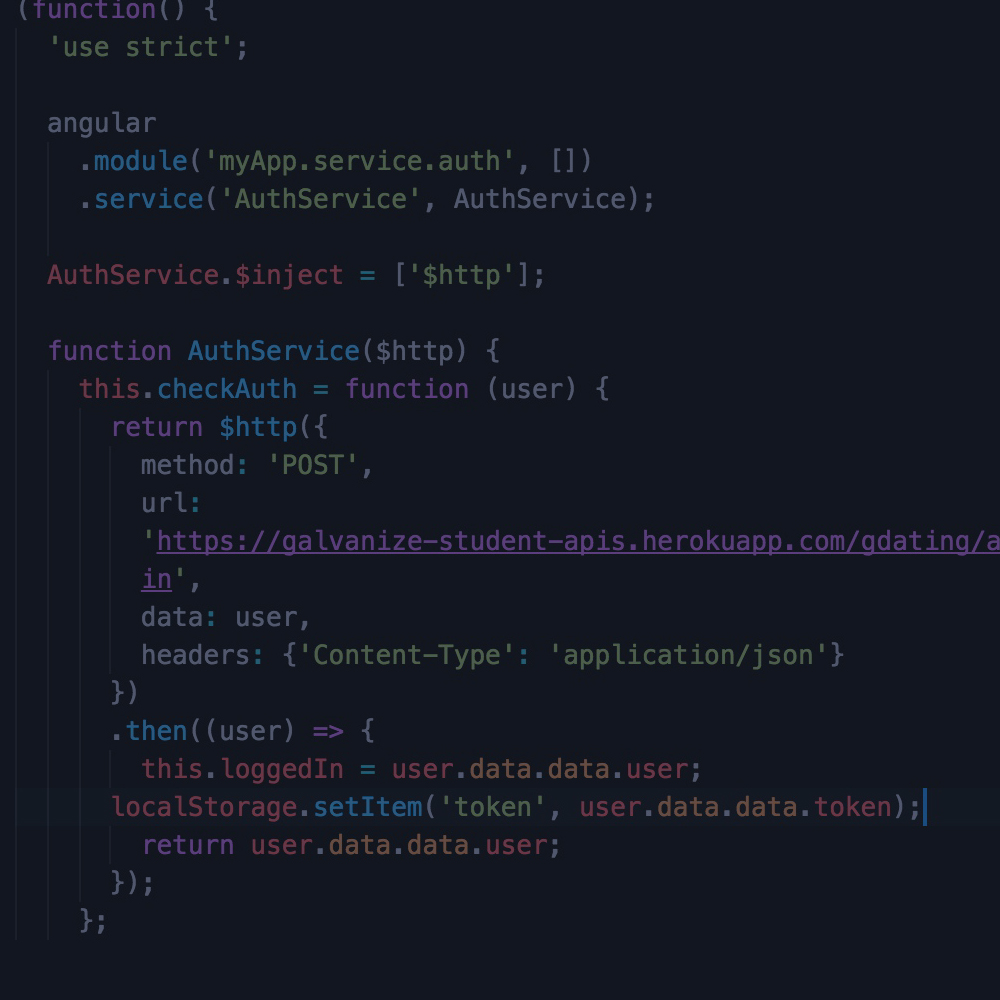 (function() {
'use strict';
angular
.module('myApp.service.auth', [])
.service('AuthService', AuthService);
AuthService.$inject = ['$http'];
function AuthService($http) {
this.checkAuth = function (user) {
return $http({
method: 'POST',
url:
'https://galvanize-student-apis.herokuapp.com/gdating/a
in',
data: user,
headers: {'Content-Type': 'application/json'}
})
.then((user) => {
this.loggedIn = user.data.data.user;
localStorage.setItem('token', user.data.data.token);
return user.data.data.user;
});
};